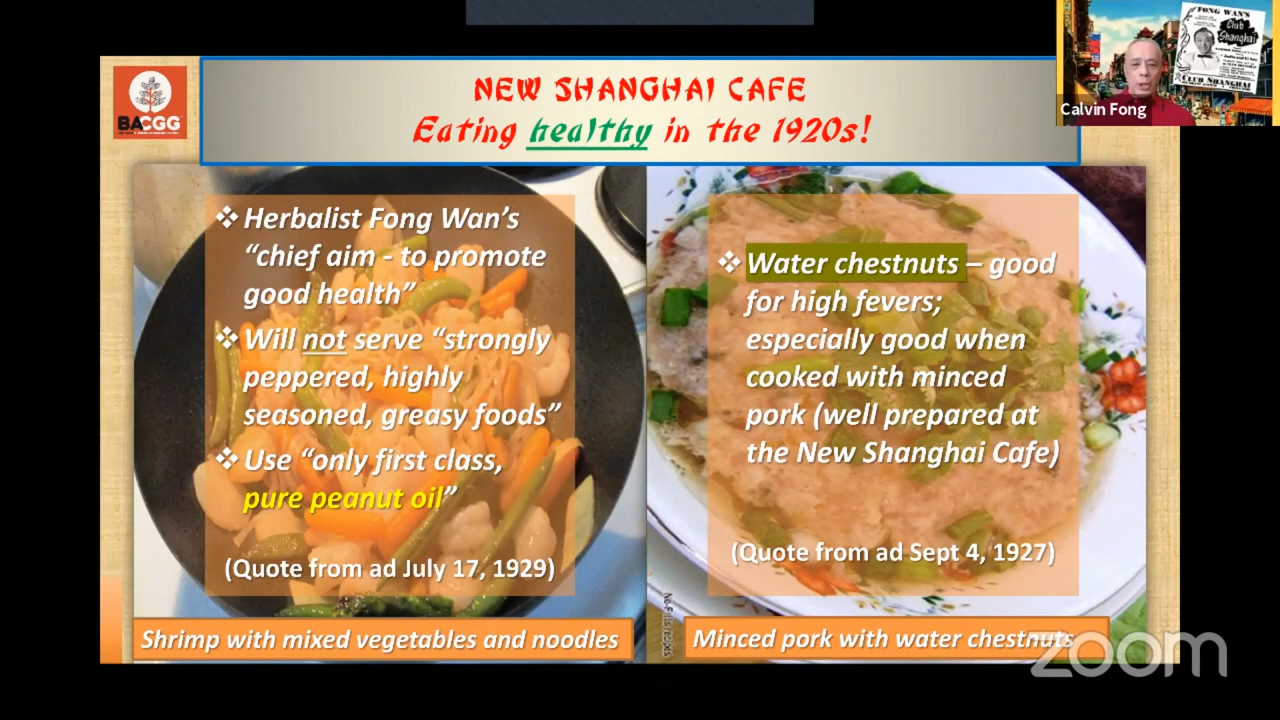 FONG WAN'S
Club
Shanghai
CLUB SHANGHAI
Calvin Fong
BACGG
NEW SHANGHAI CAFE
Eating healthy in the 1920s!
❖ Herbalist Fong Wan's
"chief aim - to promote
good health"
❖ Will not serve "strongly
peppered, highly
seasoned, greasy foods"
❖ Use "only first class,
pure peanut oil"
(Quote from ad July 17, 1929)
Shrimp with mixed vegetables and noodles
❖ Water chestnuts – good
for high fevers;
especially good when
cooked with minced
pork (well prepared at
the New Shanghai Cafe)
(Quote from ad Sept 4, 1927)
Minced pork with water chestnuts
zoom